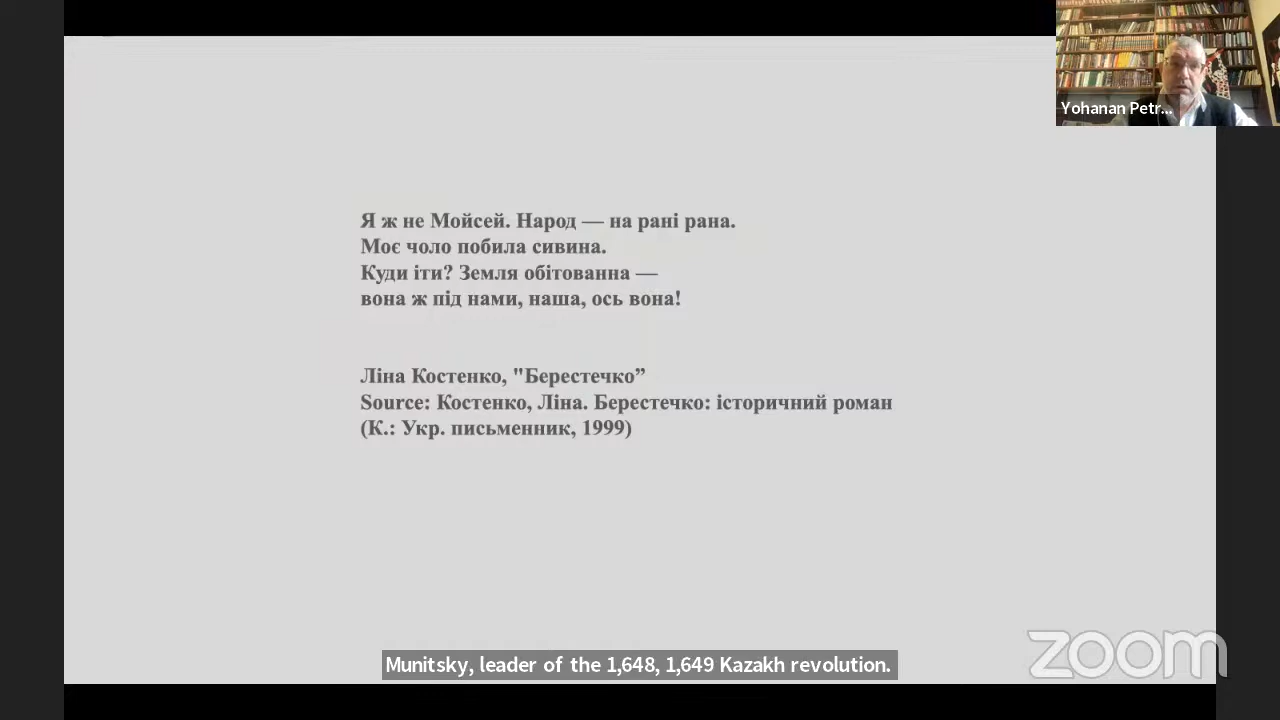 Yohanan Petr...
Я ж не Мойсей. Народ — на рані рана.
Моє чоло побила сивина.
Куди іти? Земля обітованна —
вона ж під нами, наша, ось вона!
Ліна Костенко, "Берестечко”
Source: Костенко, Ліна. Берестечко: історичний роман
(К.: Укр. письменник, 1999)
Munitsky, leader of the 1,648, 1,649 Kazakh revolution.
zoom